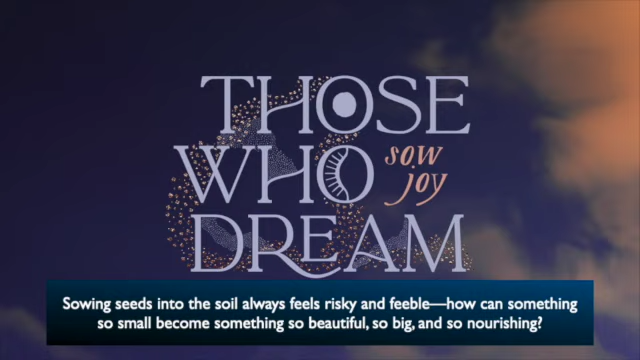 THOSE
WHO sow
joy
DREAM
Sowing seeds into the soil always feels risky and feeble—how can something
so small become something so beautiful, so big, and so nourishing?